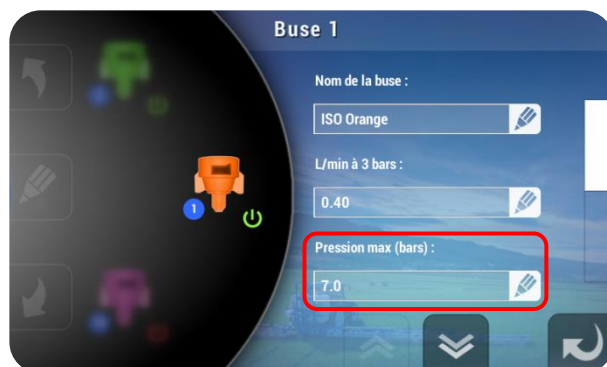 Buse 1
Nom de la buse :
ISO Orange
L/min à 3 bars :
0.40
1
Pression max (bars) :
7.0